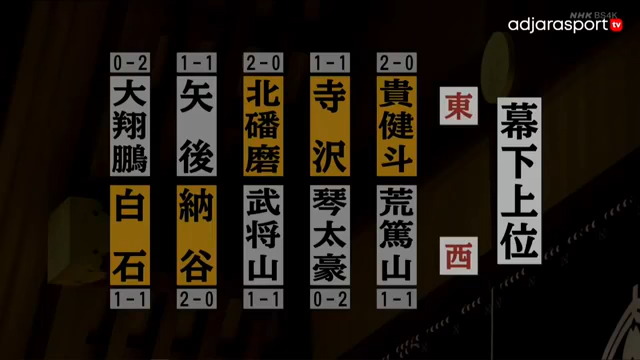 NHK BS4K
adjarasport tv
幕下上位
東
西
2-0
貴健斗
荒篤山
1-1
1-1
寺沢
琴太豪
0-2
2-0
北磻磨
武将山
1-1
1-1
矢後
納谷
2-0
0-2
大翔鵬
白石
1-1